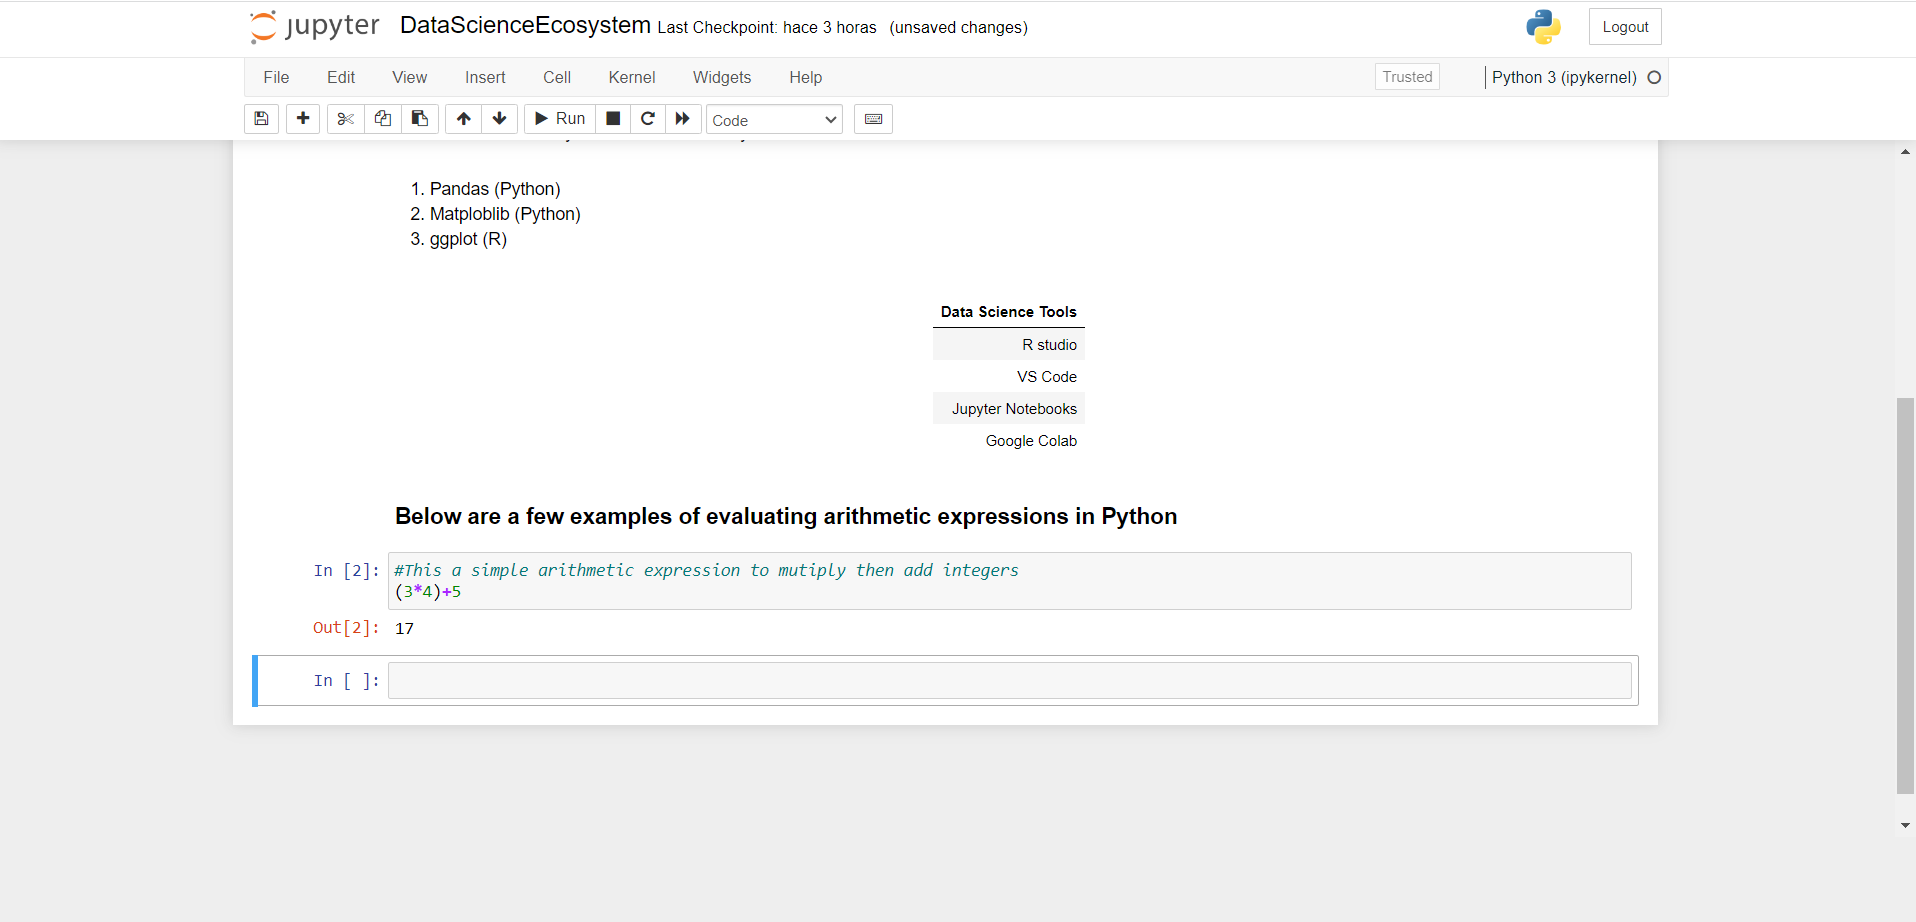 jupyter DataScienceEcosystem Last Checkpoint: hace 3 horas (unsaved changes) Logout
File Edit View Insert Cell Kernel Widgets Help Trusted Python 3 (ipykernel)
Run Code
1. Pandas (Python)
2. Matploblib (Python)
3. ggplot (R)
Data Science Tools
R studio
VS Code
Jupyter Notebooks
Google Colab
Below are a few examples of evaluating arithmetic expressions in Python
In [2]: #This a simple arithmetic expression to mutiply then add integers
(3*4)+5
Out[2]: 17
In [ ]: